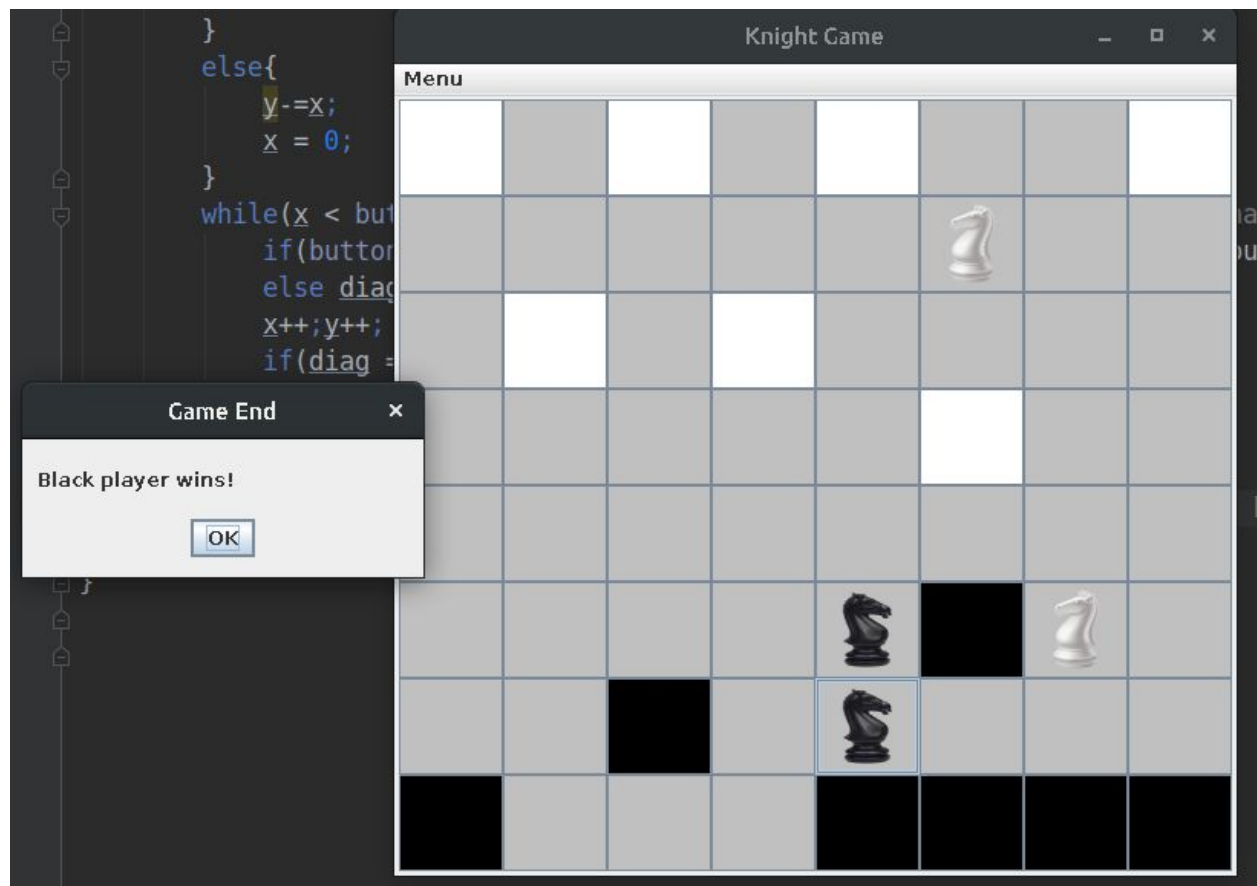 }
else{
y-=x;
x = 0;
}
while(x < but
if(button
else diag
x++;y++;
if(diag =
}
Knight Game
Menu
Game End
Black player wins!
OK